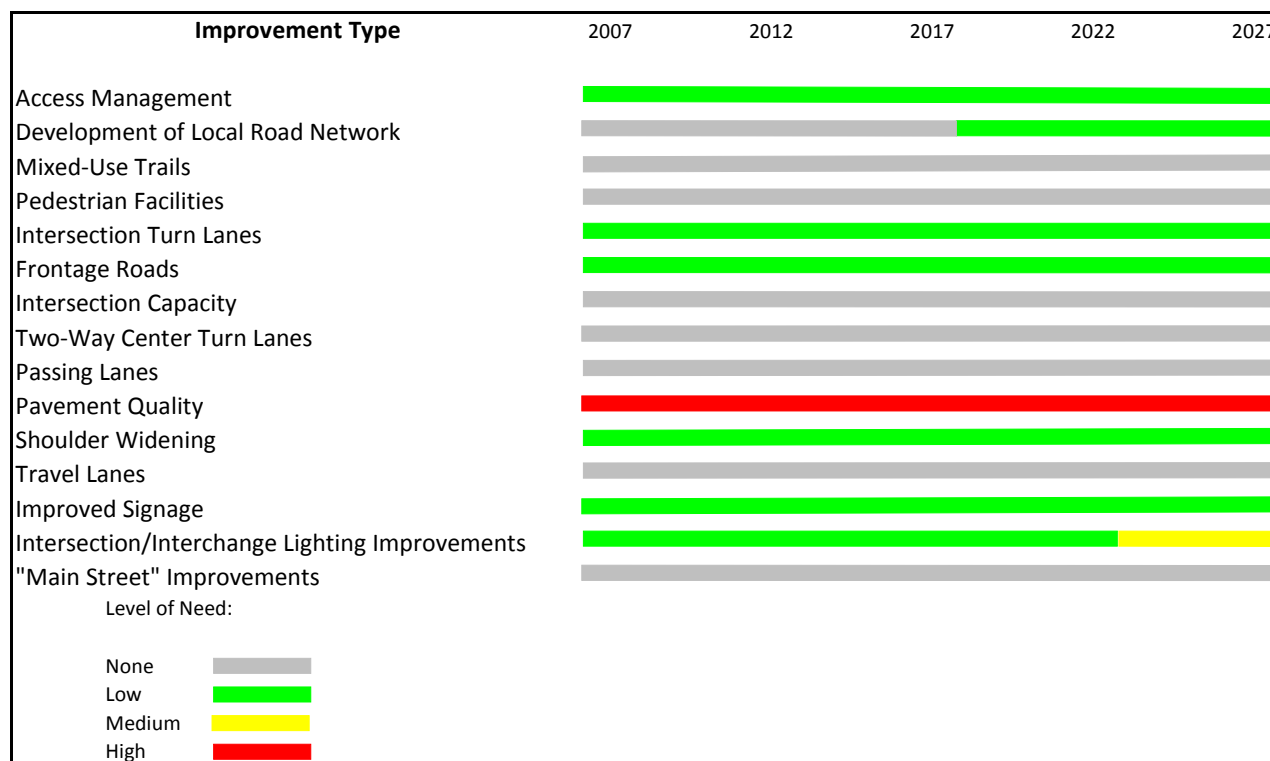 Improvement Type 2007 2012 2017 2022 2027
Access Management
Development of Local Road Network
Mixed-Use Trails
Pedestrian Facilities
Intersection Turn Lanes
Frontage Roads
Intersection Capacity
Two-Way Center Turn Lanes
Passing Lanes
Pavement Quality
Shoulder Widening
Travel Lanes
Improved Signage
Intersection/Interchange Lighting Improvements
"Main Street" Improvements
Level of Need:
None
Low
Medium
High